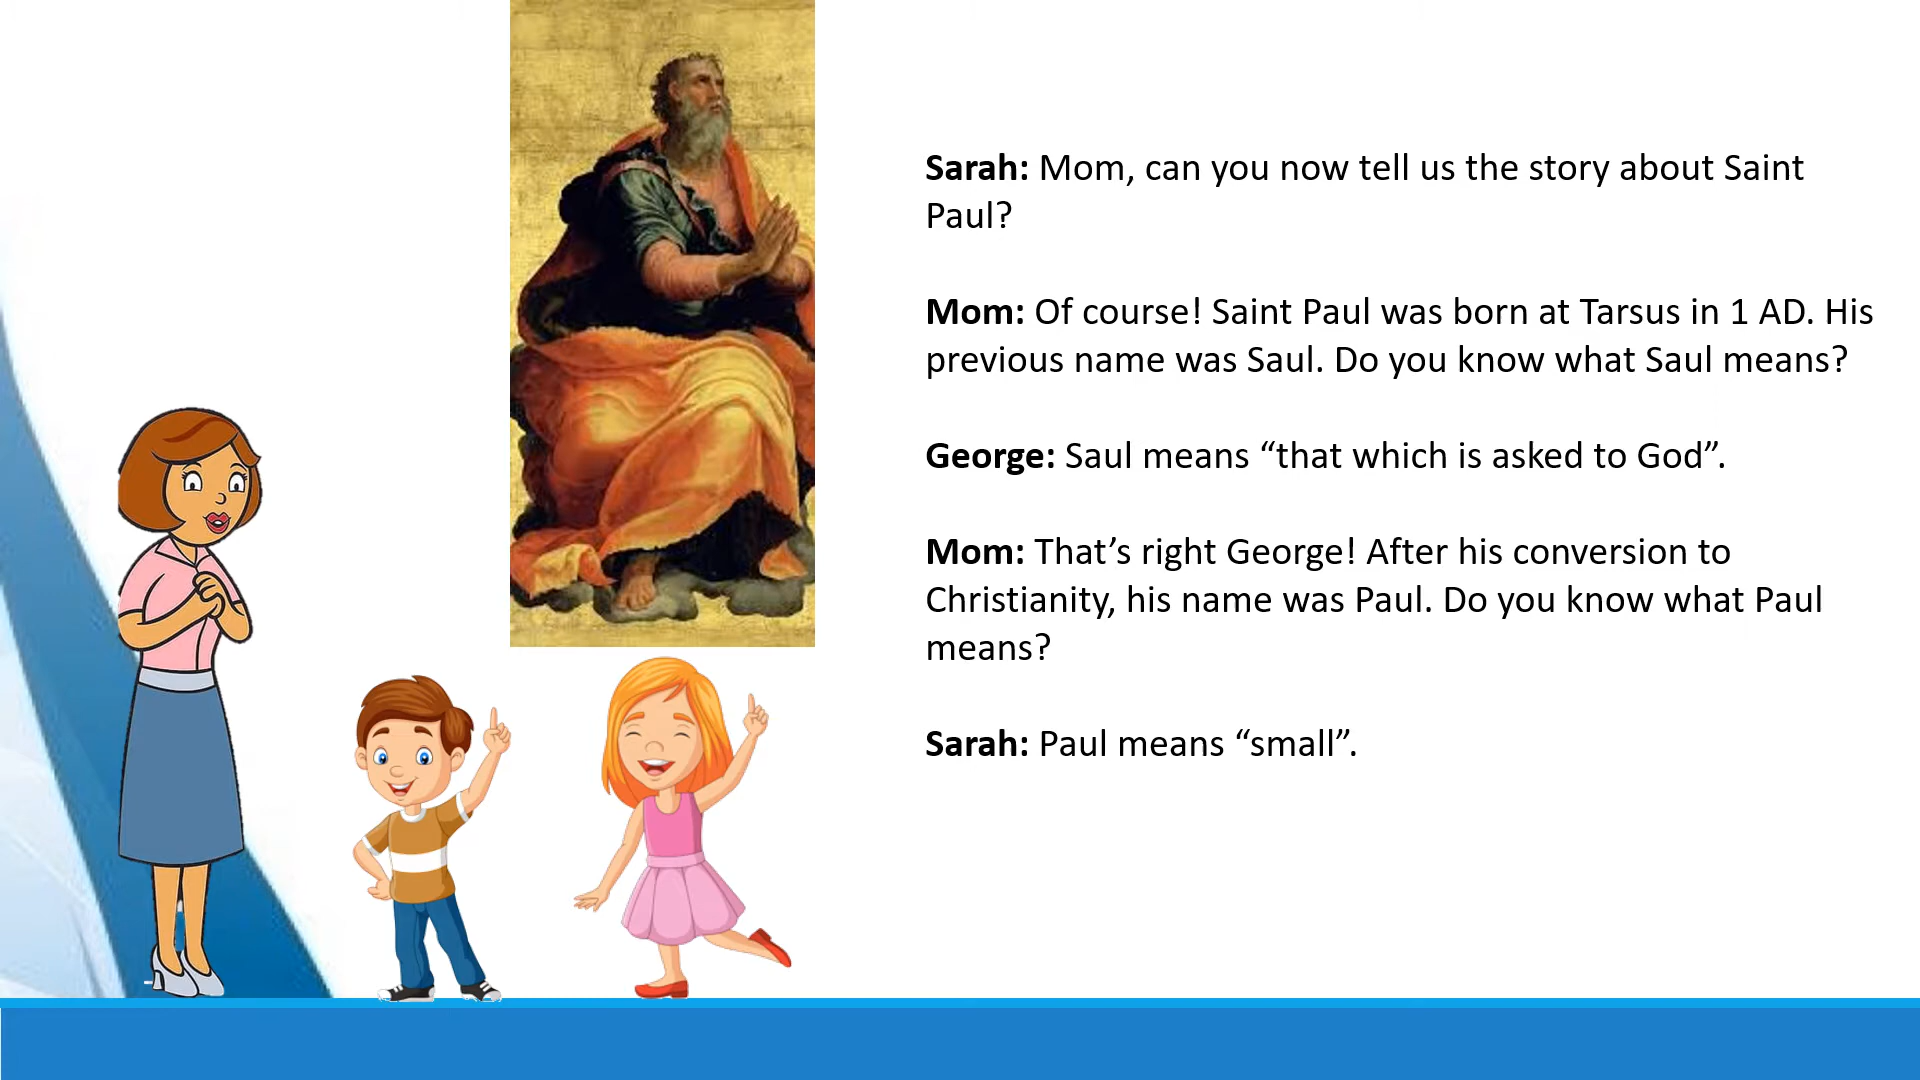 Sarah: Mom, can you now tell us the story about Saint
Paul?
Mom: Of course! Saint Paul was born at Tarsus in 1 AD. His
previous name was Saul. Do you know what Saul means?
George: Saul means “that which is asked to God”.
Mom: That’s right George! After his conversion to
Christianity, his name was Paul. Do you know what Paul
means?
Sarah: Paul means “small”.